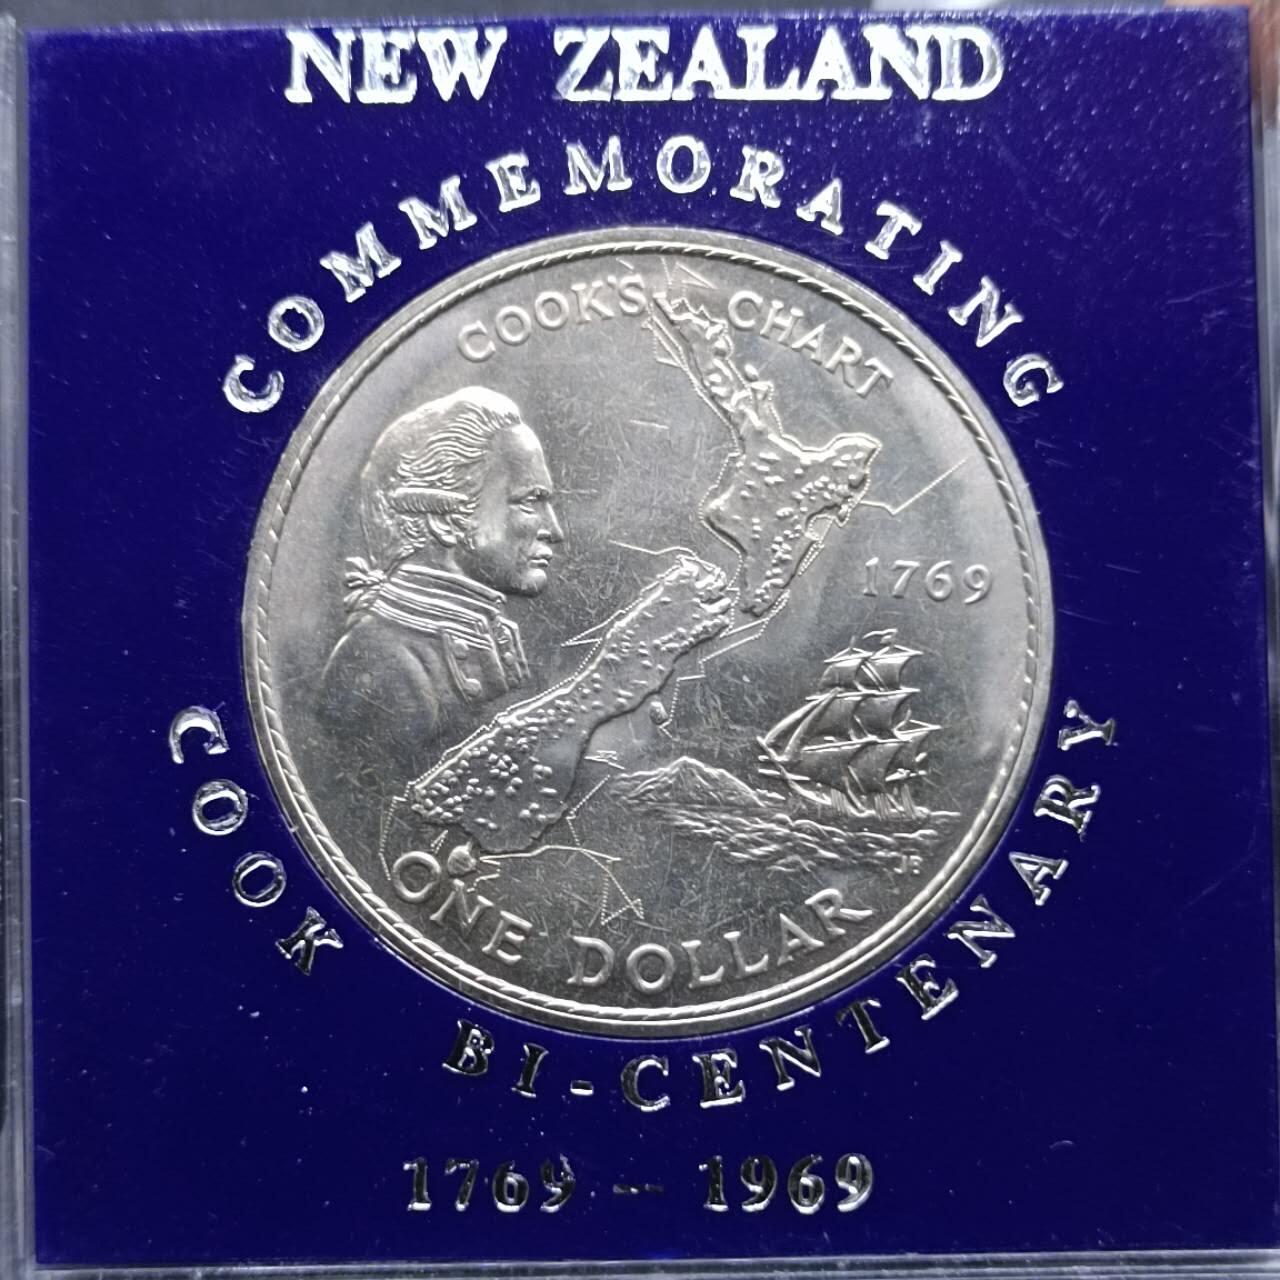 NEW ZEALAND
COMMEMORATING
COOK'S CHART
1769
JB
ONE DOLLAR
COOK BI-CENTENARY
1769 - 1969